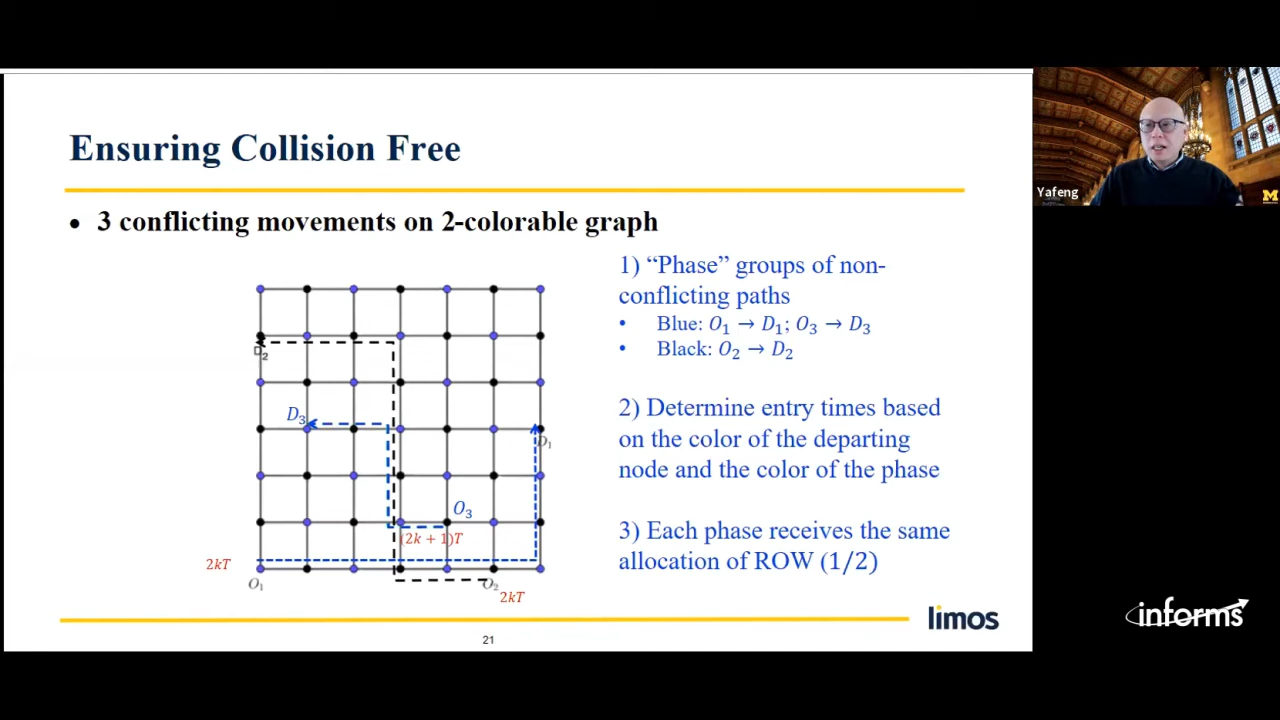 Ensuring Collision Free
• 3 conflicting movements on 2-colorable graph
1) “Phase” groups of non-
conflicting paths
• Blue: O₁ → D₁; O₃ → D₃
• Black: O₂ → D₂
2) Determine entry times based
on the color of the departing
node and the color of the phase
3) Each phase receives the same
allocation of ROW (1/2)
D₂
D₃
D₁
O₃
(2k + 1)T
2kT
O₁
O₂
2kT
limos
21
Yafeng
M
informs